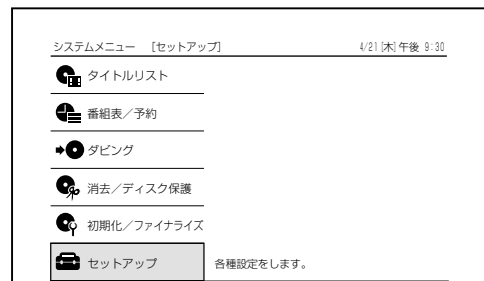 システムメニュー [セットアップ] 4/21[木]午後 9:30
タイトルリスト
番組表／予約
ダビング
消去／ディスク保護
初期化／ファイナライズ
セットアップ 各種設定をします。